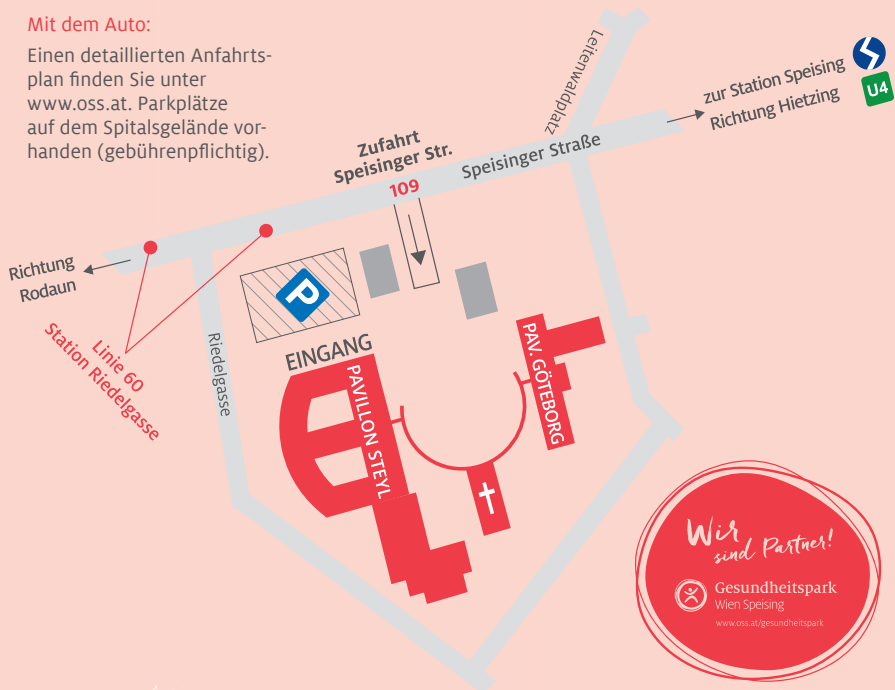 Mit dem Auto:
Einen detaillierten Anfahrts-
plan finden Sie unter
www.oss.at. Parkplätze
auf dem Spitalsgelände vor-
handen (gebührenpflichtig).
Leitenwaldplatz
zur Station Speising
Richtung Hietzing
U4
Zufahrt
Speisinger Str.
109
Speisinger Straße
Richtung
Rodaun
Linie 60
Station Riedelgasse
Riedelgasse
P
EINGANG
PAVILLON STEYL
PAV. GÖTEBORG
Wir
sind Partner!
Gesundheitspark
Wien Speising
www.oss.at/gesundheitspark